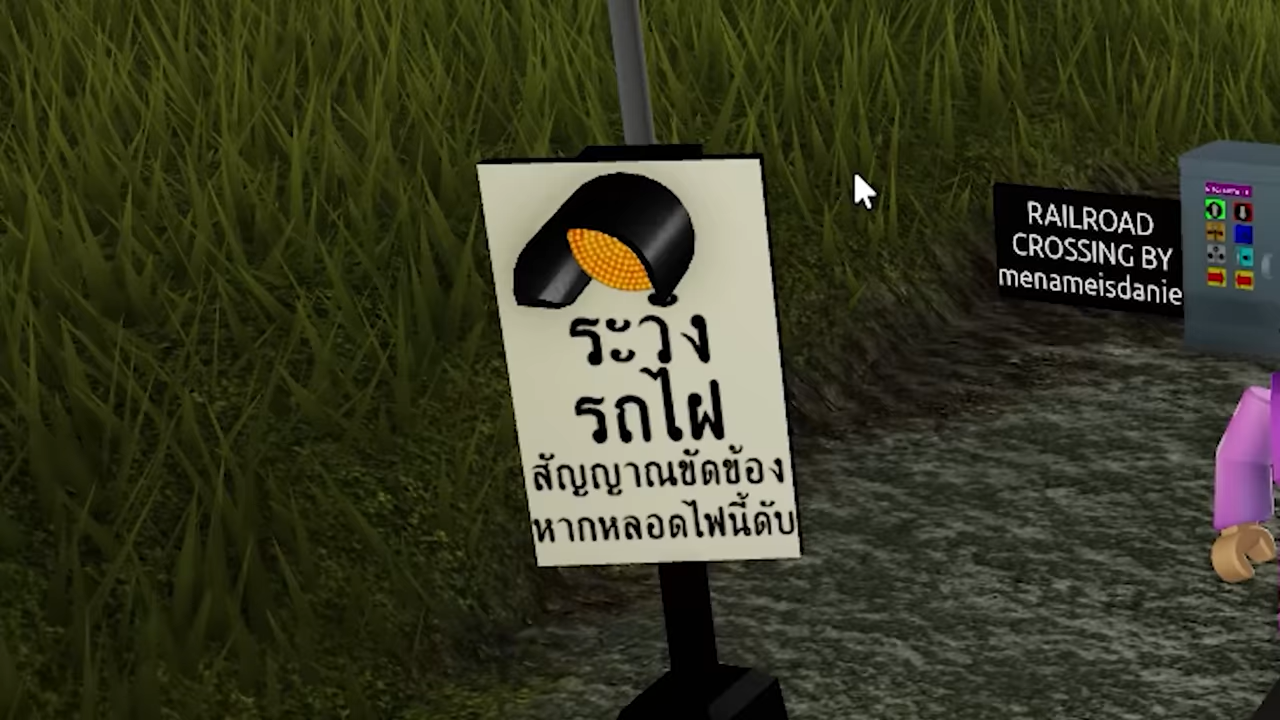 ระวัง
รถไฟ
สัญญาณขัดข้อง
หากหลอดไฟนี้ดับ
RAILROAD
CROSSING BY
menameisdanie